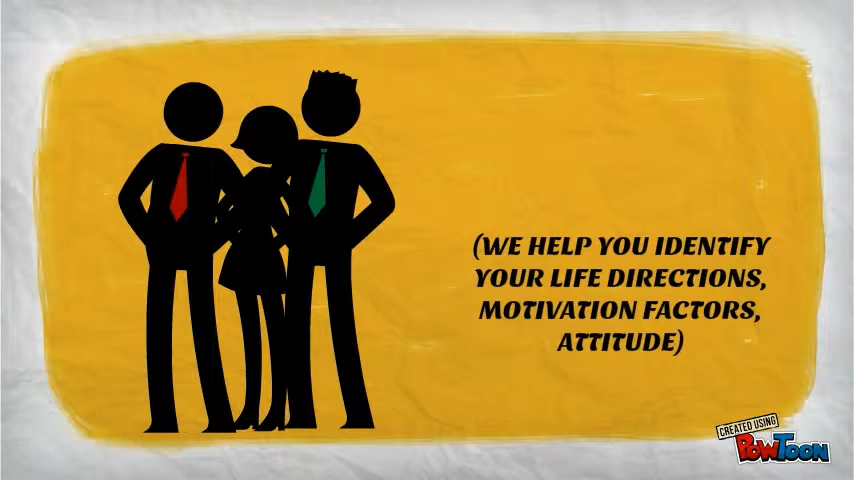 (WE HELP YOU IDENTIFY
YOUR LIFE DIRECTIONS,
MOTIVATION FACTORS,
ATTITUDE)
CREATED USING
POWTOON